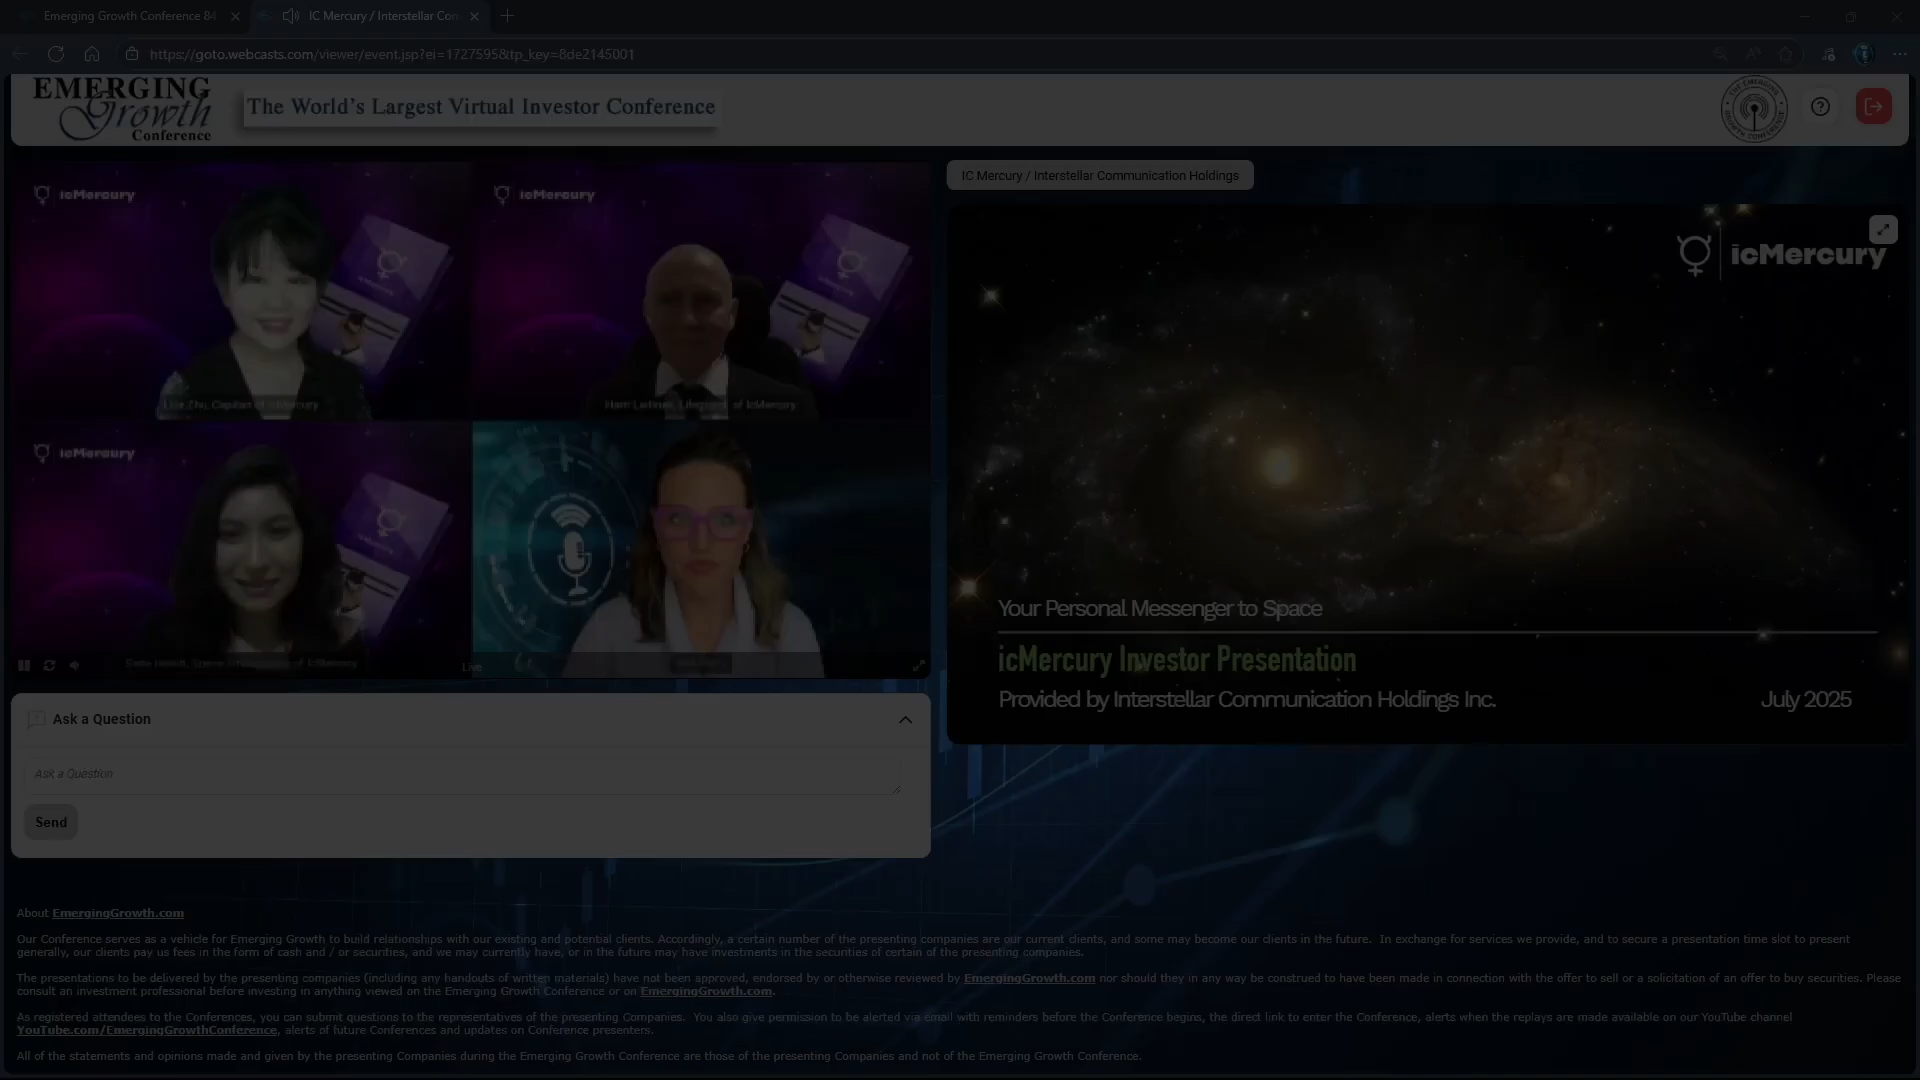 Emerging Growth Conference 84
IC Mercury / Interstellar Con
https://goto.webcasts.com/viewer/event.jsp?ei=1727595&tp_key=8de2145001
EMERGING
Growth
Conference
The World's Largest Virtual Investor Conference
IC Mercury / Interstellar Communication Holdings
icMercury
icMercury
icMercury
icMercury
of IcMercury
of IcMercury
Live
Your Personal Messenger to Space
icMercury Investor Presentation
Provided by Interstellar Communication Holdings Inc.
July 2025
Ask a Question
Ask a Question
Send
About EmergingGrowth.com
Our Conference serves as a vehicle for Emerging Growth to build relationships with our existing and potential clients. Accordingly, a certain number of the presenting companies are our current clients, and some may become our clients in the future. In exchange for services we provide, and to secure a presentation time slot to present
generally, our clients pay us fees in the form of cash and / or securities, and we may currently have, or in the future may have investments in the securities of certain of the presenting companies.
The presentations to be delivered by the presenting companies (including any handouts of written materials) have not been approved, endorsed by or otherwise reviewed by EmergingGrowth.com nor should they in any way be construed to have been made in connection with the offer to sell or a solicitation of an offer to buy securities. Please
consult an investment professional before investing in anything viewed on the Emerging Growth Conference or on EmergingGrowth.com.
As registered attendees to the Conferences, you can submit questions to the representatives of the presenting Companies. You also give permission to be alerted via email with reminders before the Conference begins, the direct link to enter the Conference, alerts when the replays are made available on our YouTube channel
YouTube.com/EmergingGrowthConference, alerts of future Conferences and updates on Conference presenters.
All of the statements and opinions made and given by the presenting Companies during the Emerging Growth Conference are those of the presenting Companies and not of the Emerging Growth Conference.